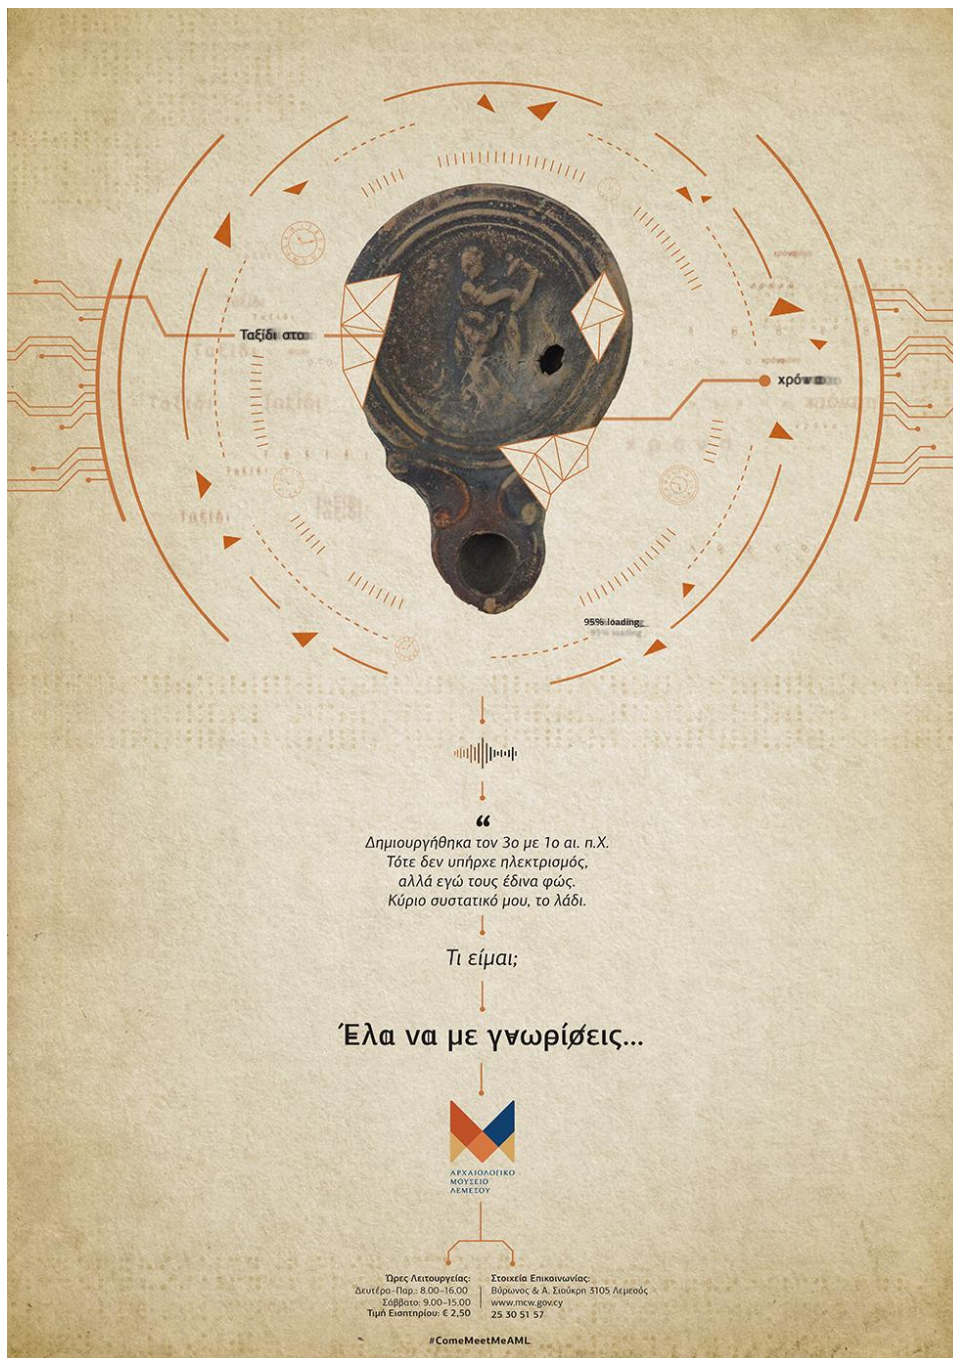 Ταξίδι στο
χρόνο
95% loading
“
Δημιουργήθηκα τον 3ο με 1ο αι. π.Χ.
Τότε δεν υπήρχε ηλεκτρισμός,
αλλά εγώ τους έδινα φώς.
Κύριο συστατικό μου, το λάδι.
Τι είμαι;
Έλα να με γνωρίσεις...
ΑΡΧΑΙΟΛΟΓΙΚΟ
ΜΟΥΣΕΙΟ
ΛΕΜΕΣΟΥ
Ώρες Λειτουργείας:
Δευτέρα-Παρ.: 8.00-16.00
Σάββατο: 9.00-15.00
Τιμή Εισητηρίου: € 2,50
Στοιχεία Επικοινωνίας:
Βύρωνος & Α. Σιούκρη 3105 Λεμεσός
www.mcw.gov.cy
25 30 51 57
#ComeMeetMeAML